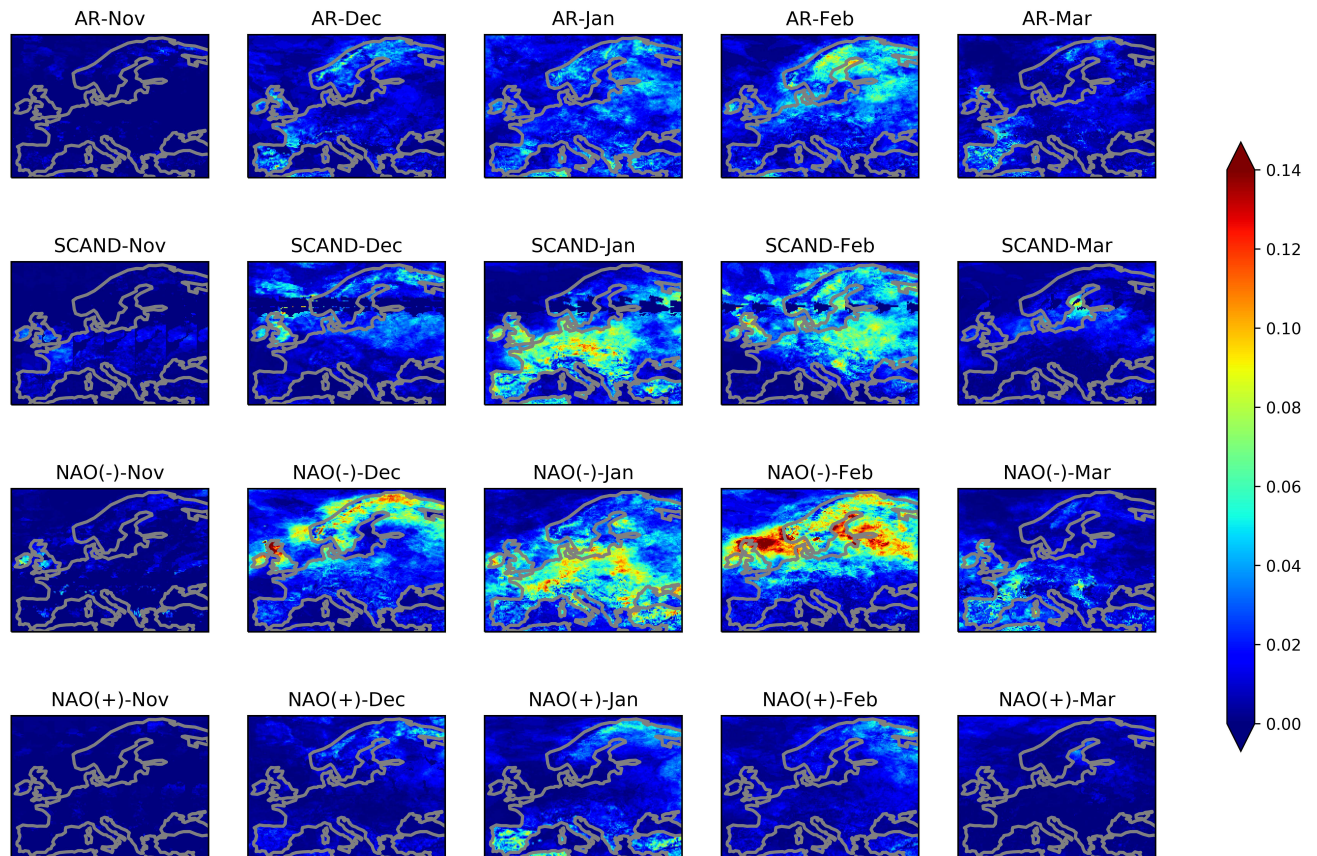 AR-Nov AR-Dec AR-Jan AR-Feb AR-Mar
SCAND-Nov SCAND-Dec SCAND-Jan SCAND-Feb SCAND-Mar
NAO(-)-Nov NAO(-)-Dec NAO(-)-Jan NAO(-)-Feb NAO(-)-Mar
NAO(+)-Nov NAO(+)-Dec NAO(+)-Jan NAO(+)-Feb NAO(+)-Mar
0.14
0.12
0.10
0.08
0.06
0.04
0.02
0.00